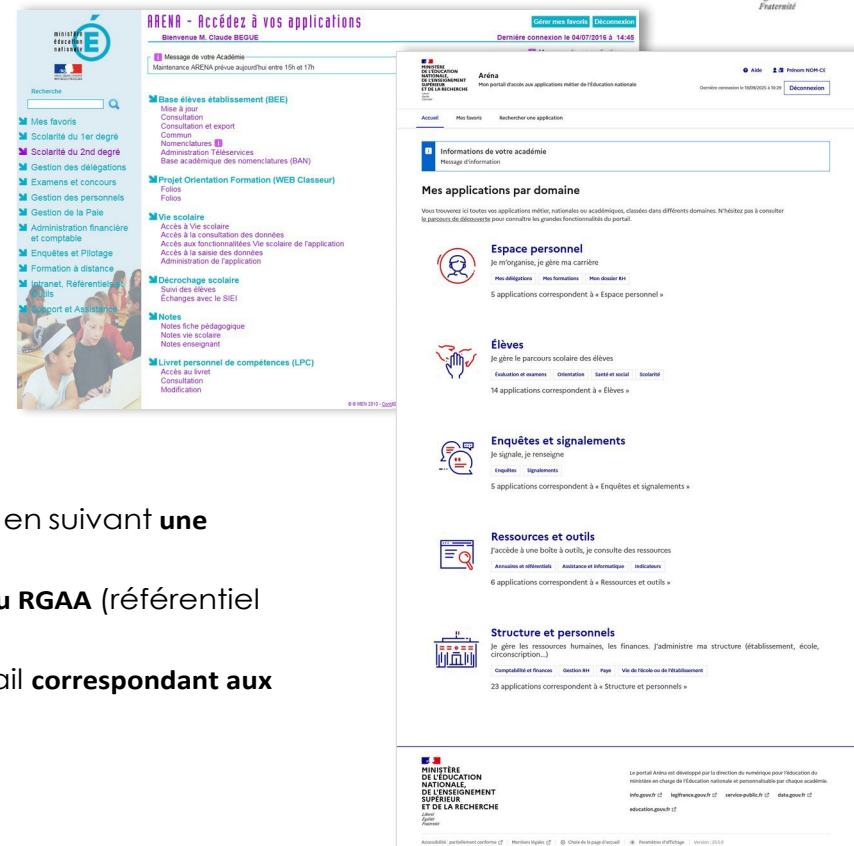 Fraternité
ministère
éducation
nationale
ARENA - Accédez à vos applications
Gérer mes favoris
Déconnexion
Bienvenue M. Claude BEGUE
Dernière connexion le 04/07/2016 à 14:45
Message de votre Académie
Maintenance ARENA prévue aujourd'hui entre 15h et 17h
Recherche
Mes favoris
Scolarité du 1er degré
Scolarité du 2nd degré
Gestion des délégations
Examens et concours
Gestion des personnels
Gestion de la Paie
Administration financière
et comptable
Enquêtes et Pilotage
Formation à distance
Intranet, Référentiels et
Outils
Support et Assistance
Base élèves établissement (BEE)
Mise à jour
Consultation
Consultation et export
Commun
Nomenclatures
Administration Téléservices
Base académique des nomenclatures (BAN)
Projet Orientation Formation (WEB Classeur)
Folios
Folios
Vie scolaire
Accès à Vie scolaire
Accès à la consultation des données
Accès aux fonctionnalitées Vie scolaire de l'application
Accès à la saisie des données
Administration de l'application
Décrochage scolaire
Suivi des élèves
Échanges avec le SIEI
Notes
Notes fiche pédagogique
Notes vie scolaire
Notes enseignant
Livret personnel de compétences (LPC)
Accès au livret
Consultation
Modification
MINISTÈRE
DE L'ÉDUCATION
NATIONALE,
DE L'ENSEIGNEMENT
SUPÉRIEUR
ET DE LA RECHERCHE
Aréna
Mon portail d'accès aux applications métier de l'Éducation nationale
Aide
Prénom NOM-CE
Dernière connexion le 18/09/2025 à 10:29
Déconnexion
Accueil
Mes favoris
Rechercher une application
Informations de votre académie
Message d'information
Mes applications par domaine
Vous trouverez ici toutes vos applications métier, nationales ou académiques, classées dans différents domaines. N'hésitez pas à consulter
le parcours de découverte pour connaître les grandes fonctionnalités du portail.
Espace personnel
Je m'organise, je gère ma carrière
Mes délégations
Mes formations
Mon dossier RH
5 applications correspondent à « Espace personnel »
Élèves
Je gère le parcours scolaire des élèves
Évaluation et examens
Orientation
Santé et social
Scolarité
14 applications correspondent à « Élèves »
Enquêtes et signalements
Je signale, je renseigne
Enquêtes
Signalements
5 applications correspondent à « Enquêtes et signalements »
Ressources et outils
J'accède à une boîte à outils, je consulte des ressources
Annuaires et référentiels
Assistance et informatique
Indicateurs
6 applications correspondent à « Ressources et outils »
Structure et personnels
Je gère les ressources humaines, les finances. J'administre ma structure (établissement, école,
circonscription...)
Comptabilité et finances
Gestion RH
Paye
Vie de l'école ou de l'établissement
23 applications correspondent à « Structure et personnels »
MINISTÈRE
DE L'ÉDUCATION
NATIONALE,
DE L'ENSEIGNEMENT
SUPÉRIEUR
ET DE LA RECHERCHE
Liberté
Égalité
Fraternité
Le portail Aréna est développé par la direction du numérique pour l'éducation du
ministère en charge de l'Éducation nationale et personnalisable par chaque académie.
info.gouv.fr
legifrance.gouv.fr
service-public.fr
data.gouv.fr
education.gouv.fr
Accessibilité : partiellement conforme
Mentions légales
Choix de la page d'accueil
Paramètres d'affichage
en suivant une
u RGAA (référentiel
ail correspondant aux